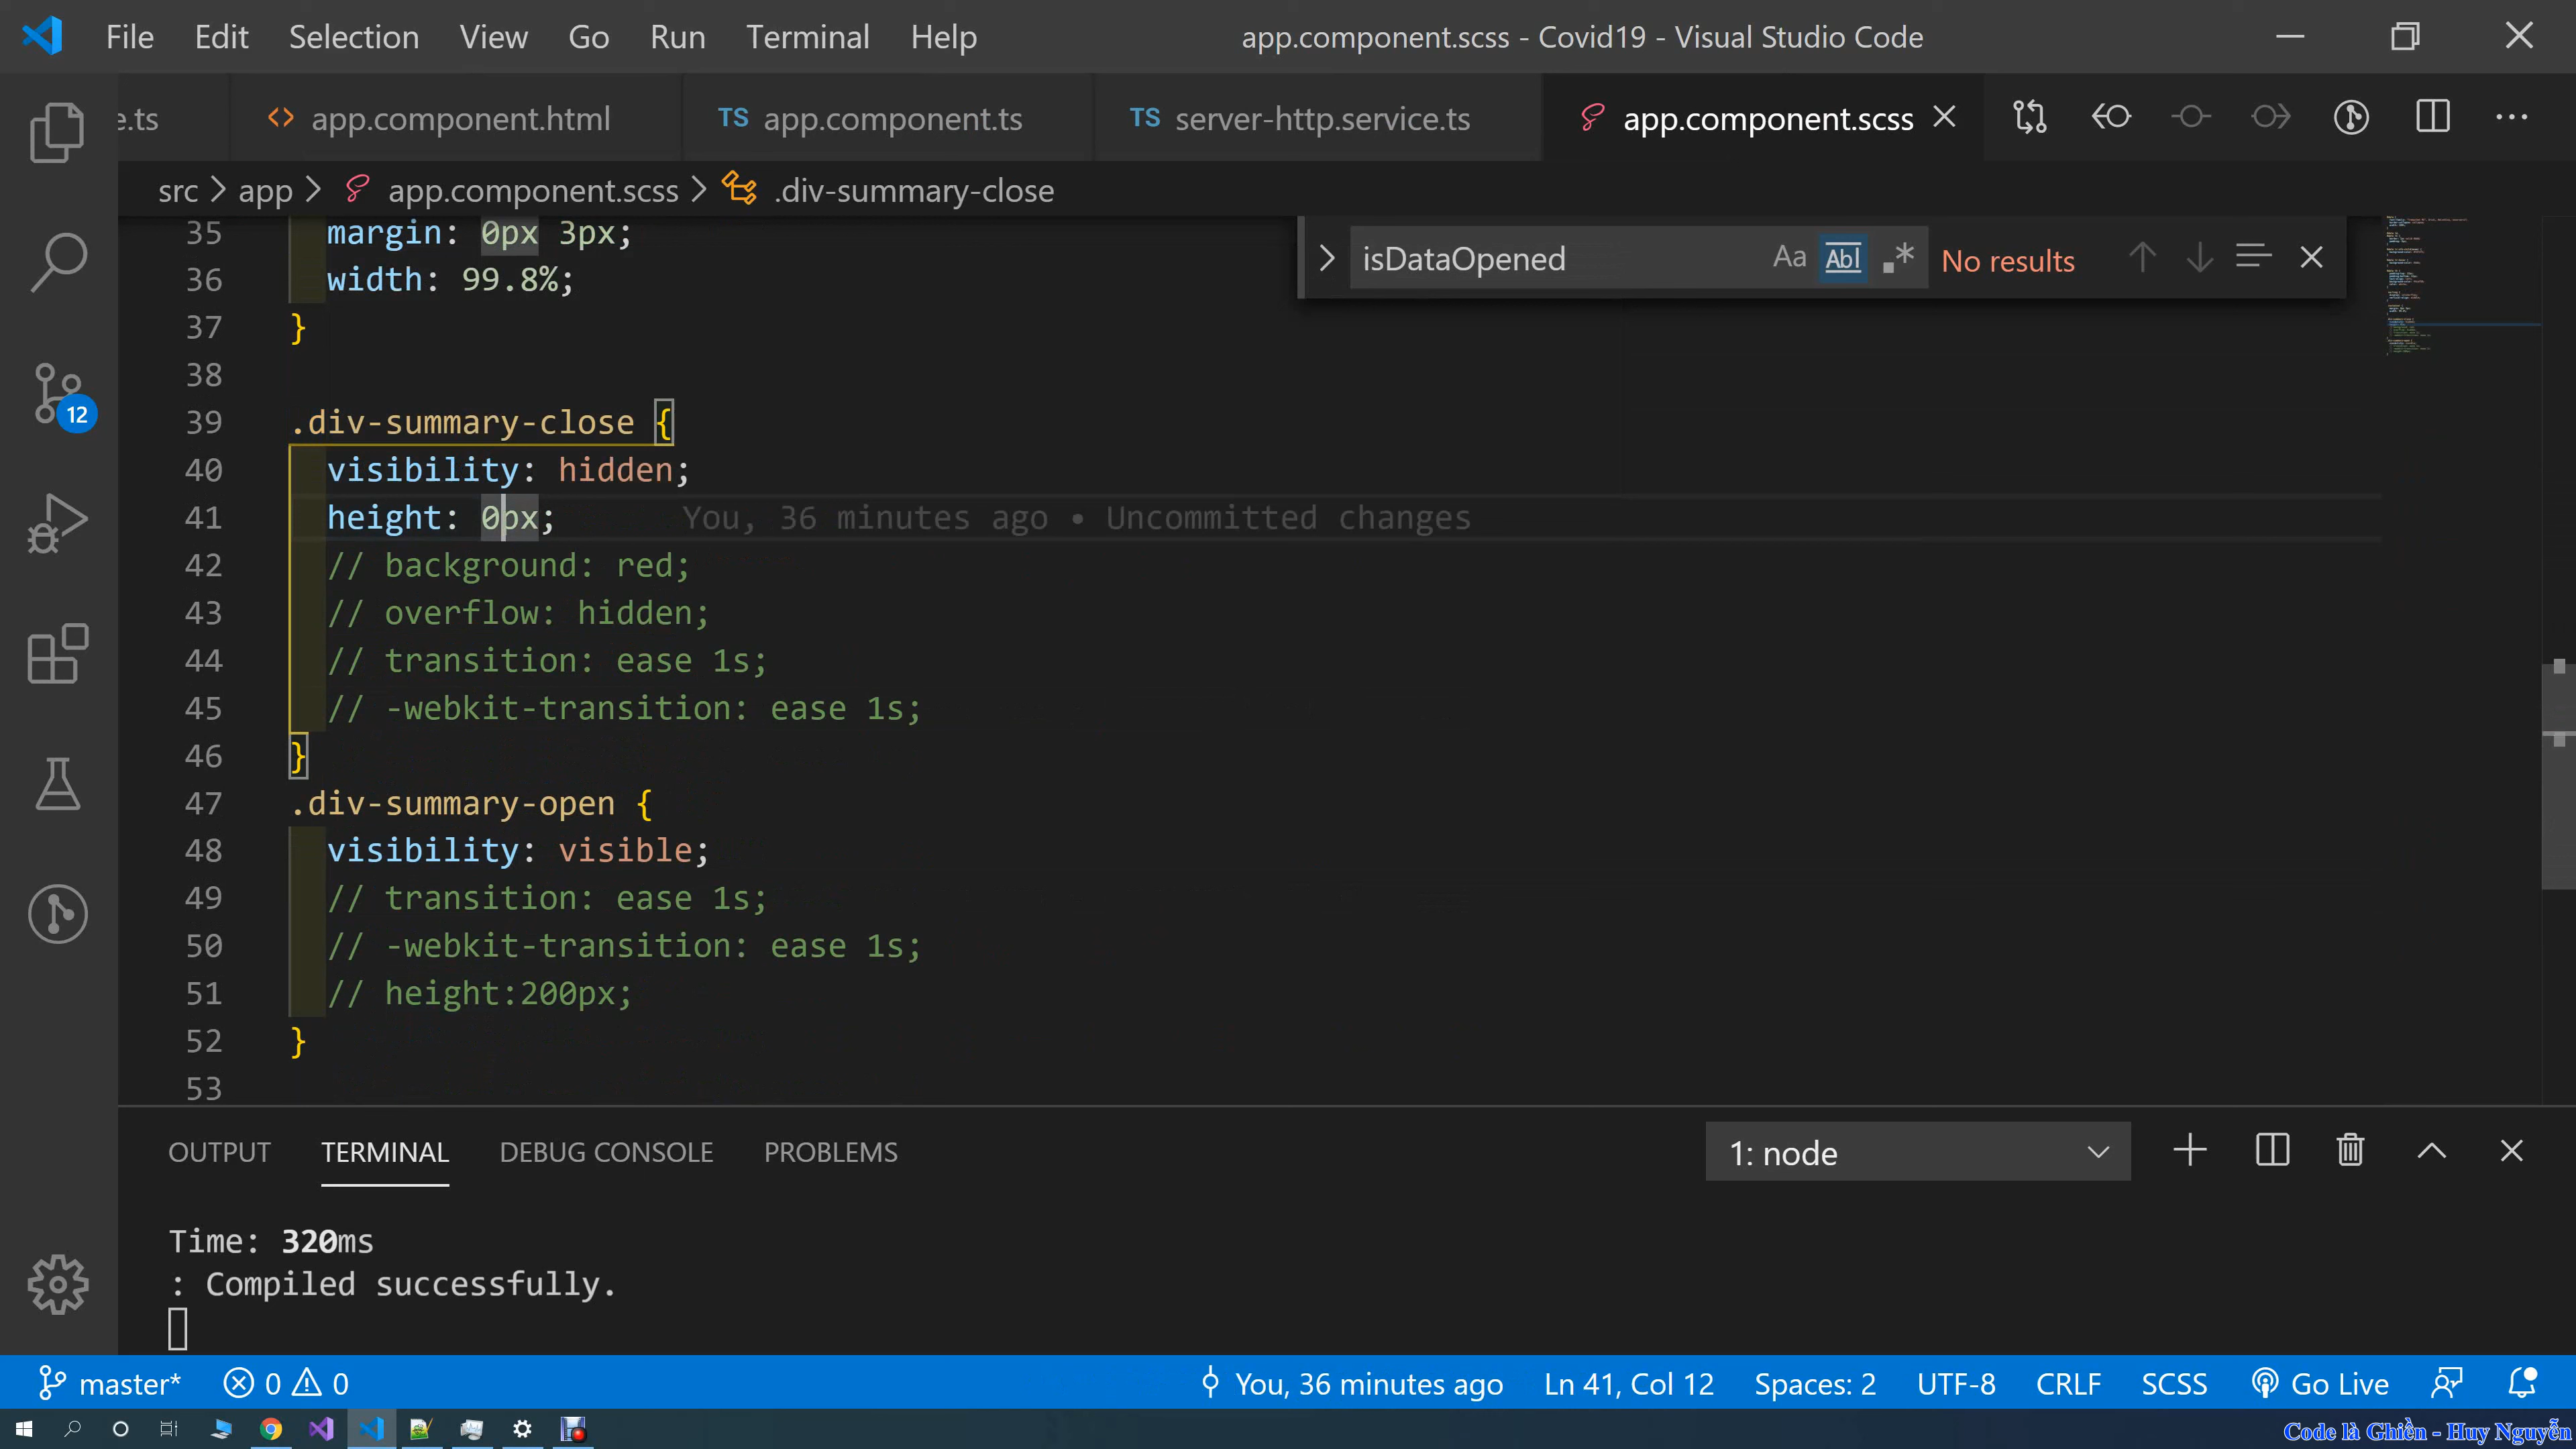 File Edit Selection View Go Run Terminal Help app.component.scss - Covid19 - Visual Studio Code
e.ts app.component.html TS app.component.ts TS server-http.service.ts app.component.scss
src > app > app.component.scss > .div-summary-close
isDataOpened Aa Abl .* No results
35 margin: 0px 3px;
36 width: 99.8%;
37 }
38
39 .div-summary-close {
40 visibility: hidden;
41 height: 0px; You, 36 minutes ago • Uncommitted changes
42 // background: red;
43 // overflow: hidden;
44 // transition: ease 1s;
45 // -webkit-transition: ease 1s;
46 }
47 .div-summary-open {
48 visibility: visible;
49 // transition: ease 1s;
50 // -webkit-transition: ease 1s;
51 // height:200px;
52 }
53
12
OUTPUT TERMINAL DEBUG CONSOLE PROBLEMS 1: node
Time: 320ms
: Compiled successfully.
master* 0 0 You, 36 minutes ago Ln 41, Col 12 Spaces: 2 UTF-8 CRLF SCSS Go Live
Code là Ghiền - Huy Nguyễn